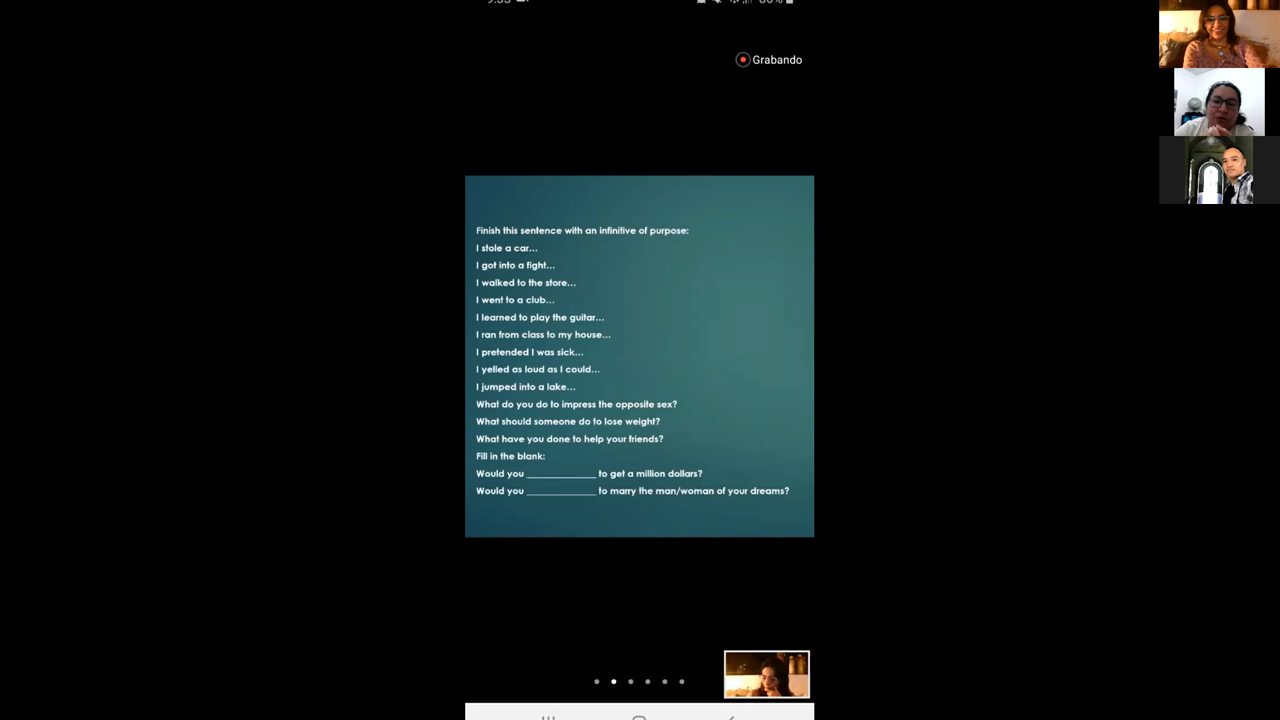 Grabando
Finish this sentence with an infinitive of purpose:
I stole a car...
I got into a fight...
I walked to the store...
I went to a club...
I learned to play the guitar...
I ran from class to my house...
I pretended I was sick...
I yelled as loud as I could...
I jumped into a lake...
What do you do to impress the opposite sex?
What should someone do to lose weight?
What have you done to help your friends?
Fill in the blank:
Would you ______________ to get a million dollars?
Would you ______________ to marry the man/woman of your dreams?